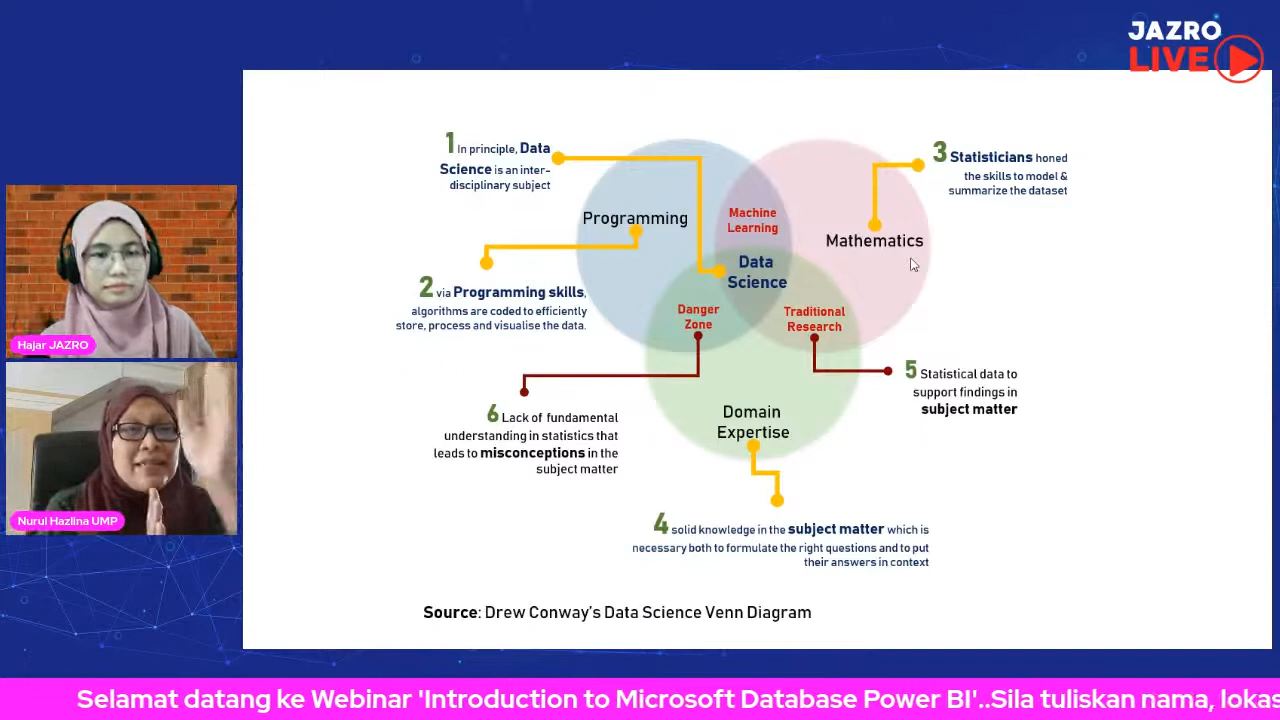 JAZRO
LIVE
1 In principle, Data
Science is an inter-
disciplinary subject
3 Statisticians honed
the skills to model &
summarize the dataset
Programming
Machine
Learning
Mathematics
Data
Science
2 via Programming skills,
algorithms are coded to efficiently
store, process and visualise the data.
Danger
Zone
Traditional
Research
Hajar JAZRO
5 Statistical data to
support findings in
subject matter
Domain
Expertise
6 Lack of fundamental
understanding in statistics that
leads to misconceptions in the
subject matter
Nurul Hazlina UMP
4 solid knowledge in the subject matter which is
necessary both to formulate the right questions and to put
their answers in context
Source: Drew Conway's Data Science Venn Diagram
Selamat datang ke Webinar 'Introduction to Microsoft Database Power BI'..Sila tuliskan nama, lokas